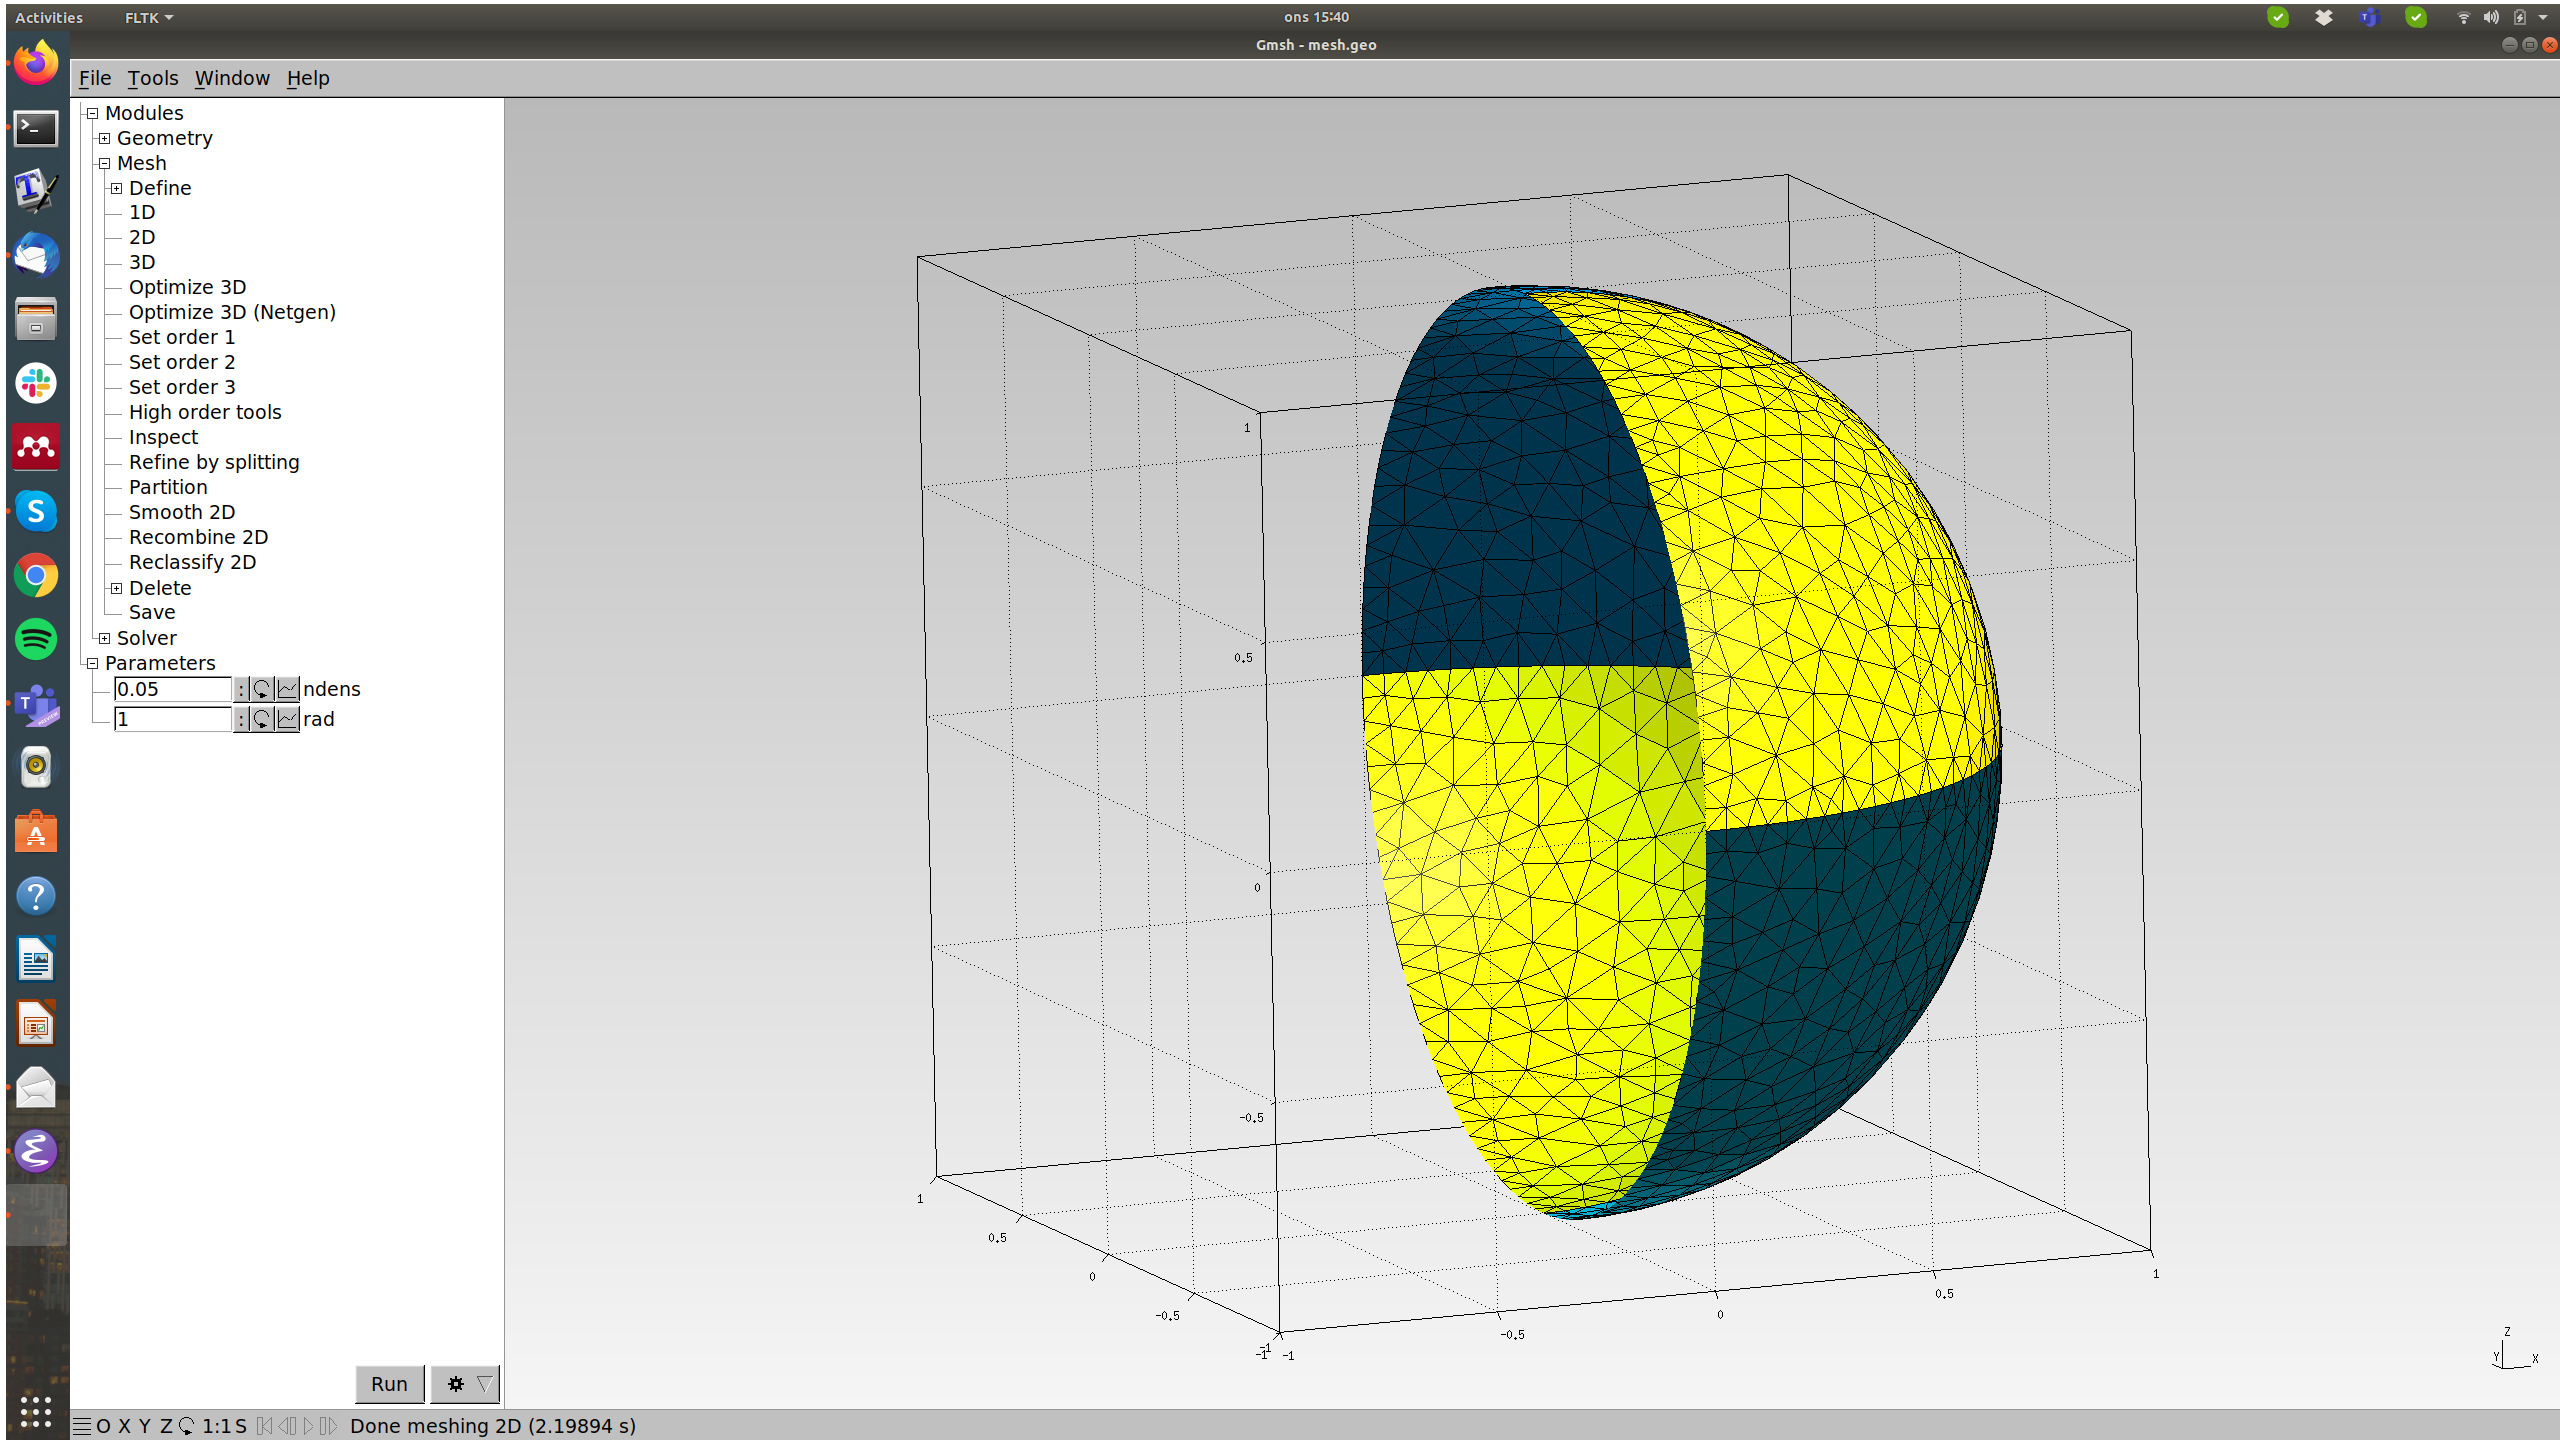 Activities FLTK ons 15:40
Gmsh - mesh.geo
File Tools Window Help
Modules
Geometry
Mesh
Define
1D
2D
3D
Optimize 3D
Optimize 3D (Netgen)
Set order 1
Set order 2
Set order 3
High order tools
Inspect
Refine by splitting
Partition
Smooth 2D
Recombine 2D
Reclassify 2D
Delete
Save
Solver
Parameters
0.05 : ndens
1 : rad
1
0.5
0
-0.5
-1
1
0.5
0
-0.5
-1
-1
-0.5
0
0.5
1
Z
Y X
Run
O X Y Z 1:1 S Done meshing 2D (2.19894 s)